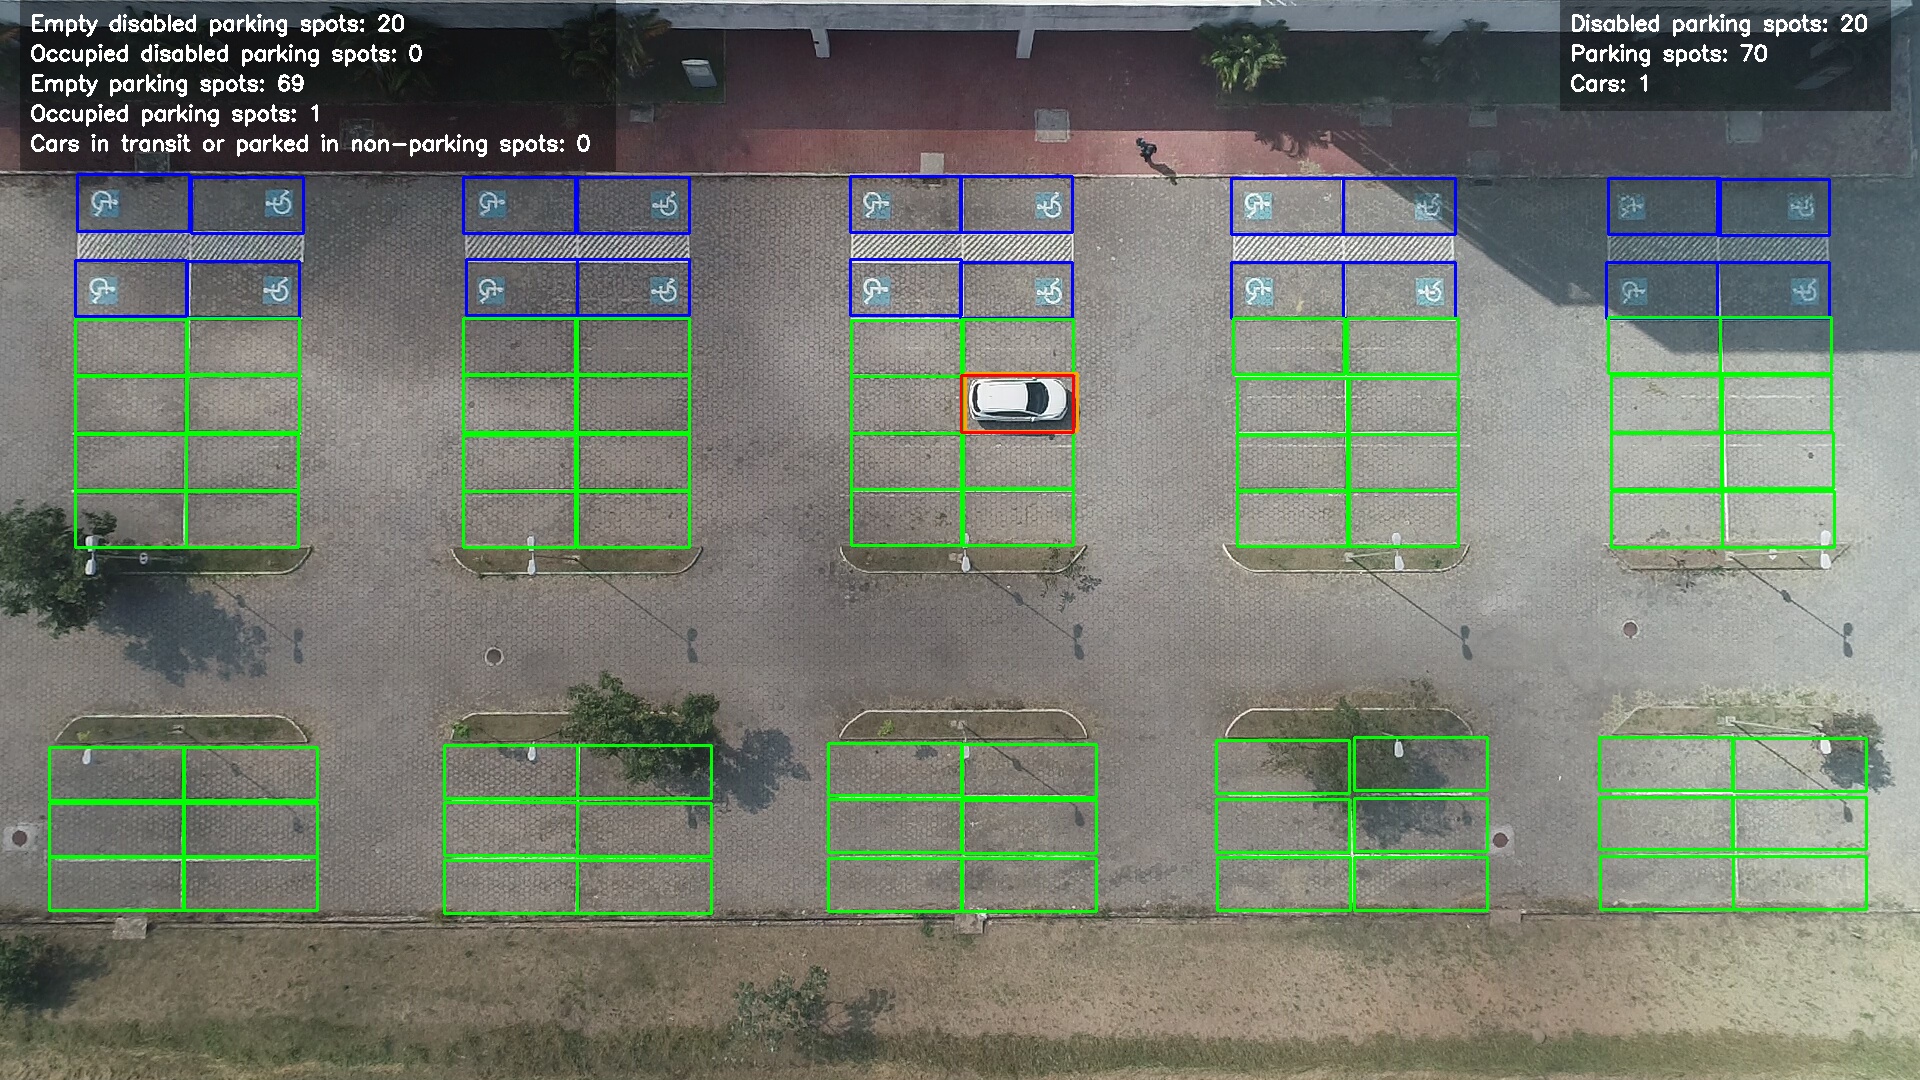 Empty disabled parking spots: 20
Occupied disabled parking spots: 0
Empty parking spots: 69
Occupied parking spots: 1
Cars in transit or parked in non-parking spots: 0
Disabled parking spots: 20
Parking spots: 70
Cars: 1